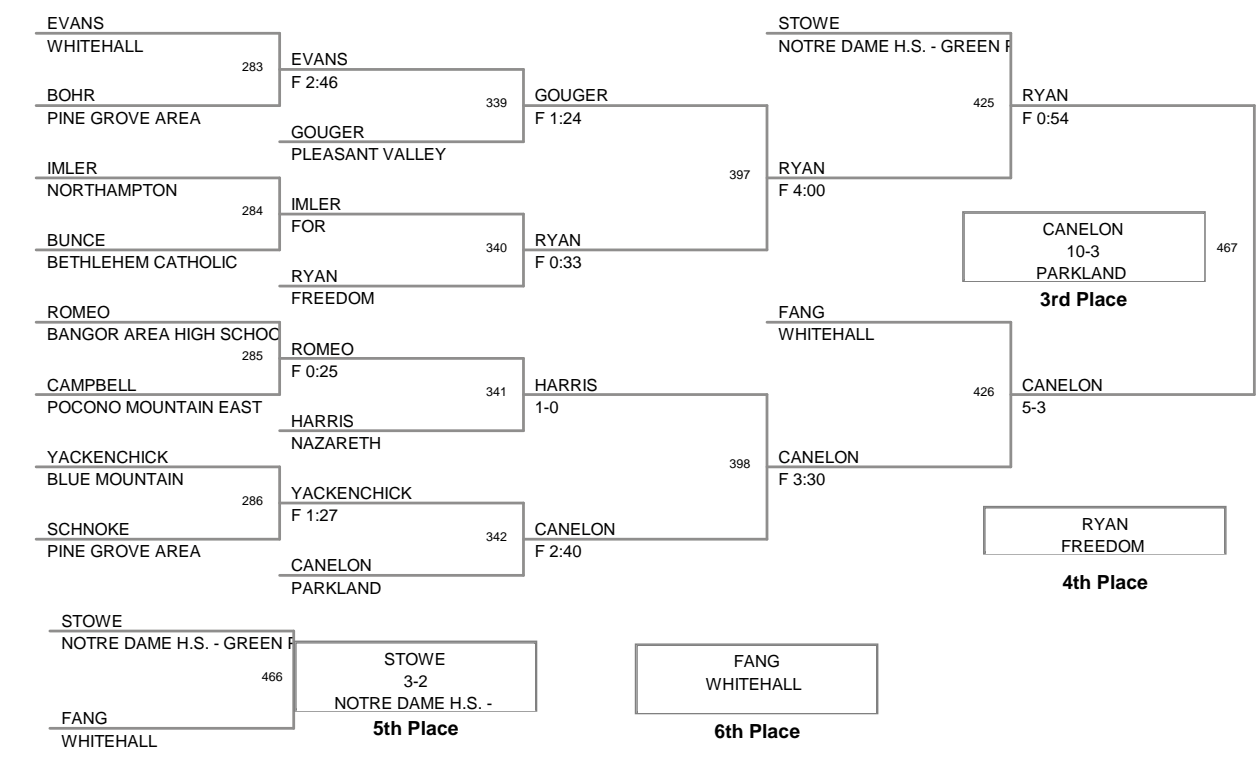 EVANS
WHITEHALL
283
BOHR
PINE GROVE AREA
IMLER
NORTHAMPTON
284
BUNCE
BETHLEHEM CATHOLIC
ROMEO
BANGOR AREA HIGH SCHOO
285
CAMPBELL
POCONO MOUNTAIN EAST
YACKENCHICK
BLUE MOUNTAIN
286
SCHNOKE
PINE GROVE AREA
EVANS
F 2:46
339
GOUGER
PLEASANT VALLEY
IMLER
FOR
340
RYAN
FREEDOM
ROMEO
F 0:25
341
HARRIS
NAZARETH
YACKENCHICK
F 1:27
342
CANELON
PARKLAND
GOUGER
F 1:24
397
RYAN
F 0:33
HARRIS
1-0
398
CANELON
F 2:40
STOWE
NOTRE DAME H.S. - GREEN P
425
RYAN
F 4:00
FANG
WHITEHALL
426
CANELON
F 3:30
RYAN
F 0:54
CANELON
10-3
PARKLAND
467
3rd Place
CANELON
5-3
RYAN
FREEDOM
4th Place
STOWE
NOTRE DAME H.S. - GREEN P
466
FANG
WHITEHALL
STOWE
3-2
NOTRE DAME H.S. -
5th Place
FANG
WHITEHALL
6th Place